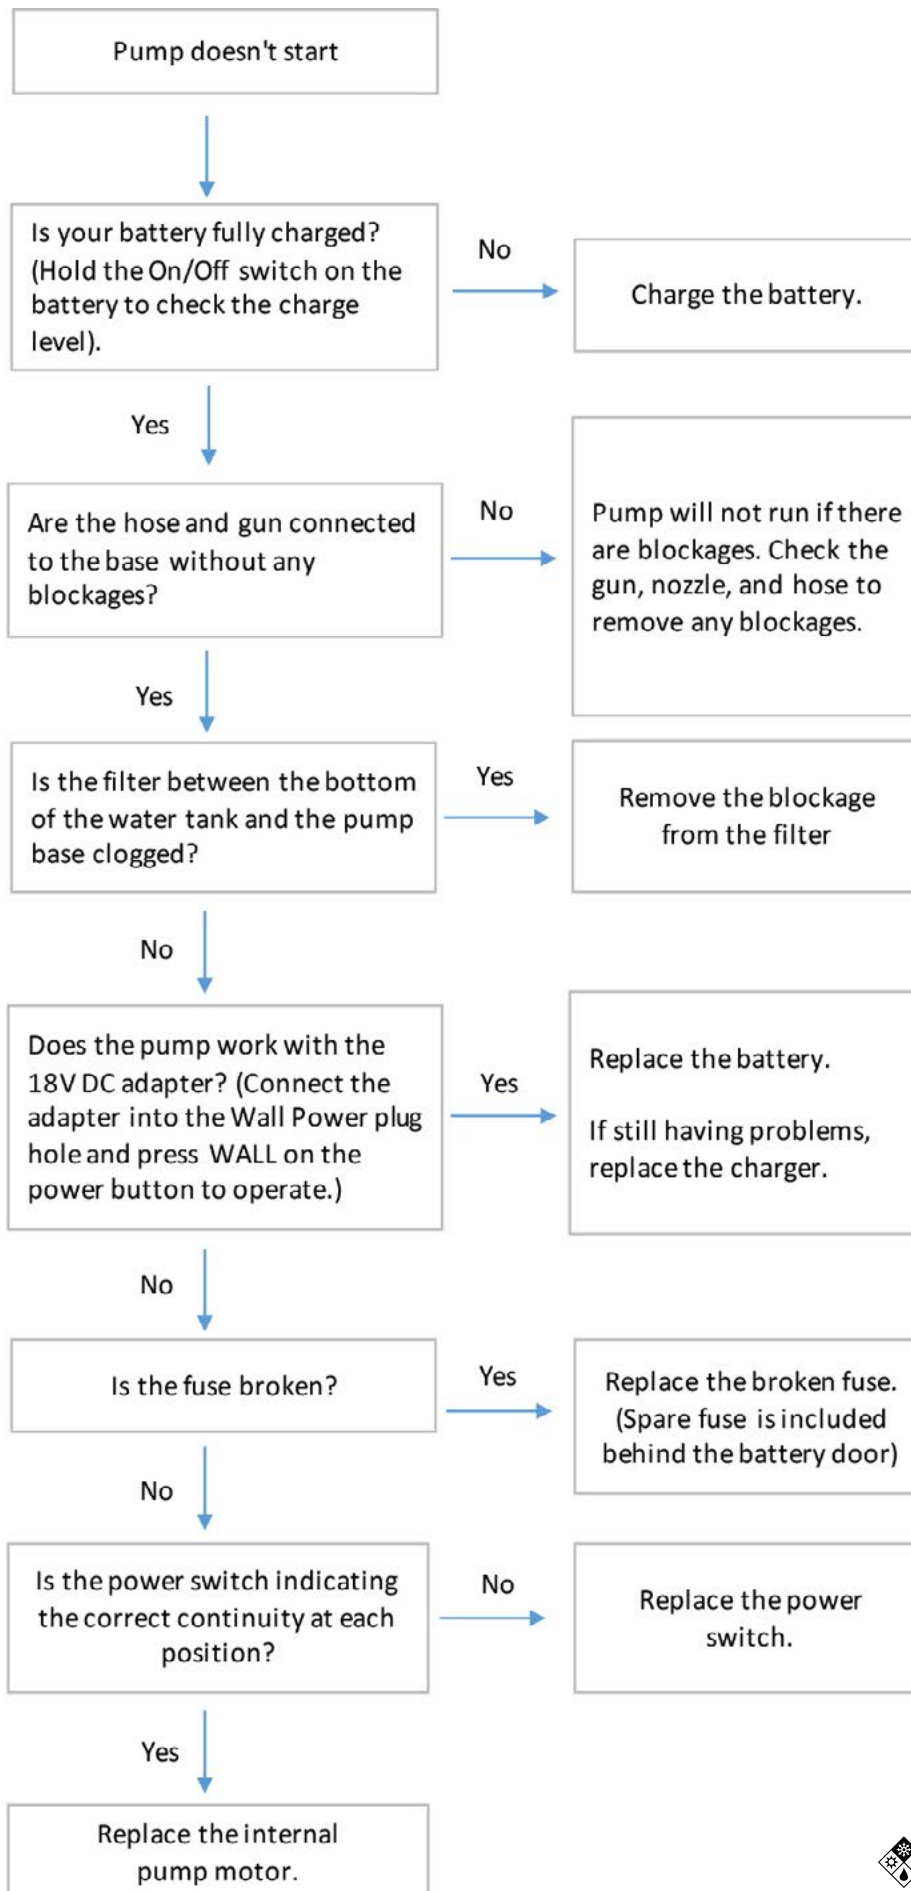 Pump doesn't start
Is your battery fully charged?
(Hold the On/Off switch on the
battery to check the charge
level).
No
Charge the battery.
Yes
Are the hose and gun connected
to the base without any
blockages?
No
Pump will not run if there
are blockages. Check the
gun, nozzle, and hose to
remove any blockages.
Yes
Is the filter between the bottom
of the water tank and the pump
base clogged?
Yes
Remove the blockage
from the filter
No
Does the pump work with the
18V DC adapter? (Connect the
adapter into the Wall Power plug
hole and press WALL on the
power button to operate.)
Yes
Replace the battery.
If still having problems,
replace the charger.
No
Is the fuse broken?
Yes
Replace the broken fuse.
(Spare fuse is included
behind the battery door)
No
Is the power switch indicating
the correct continuity at each
position?
No
Replace the power
switch.
Yes
Replace the internal
pump motor.